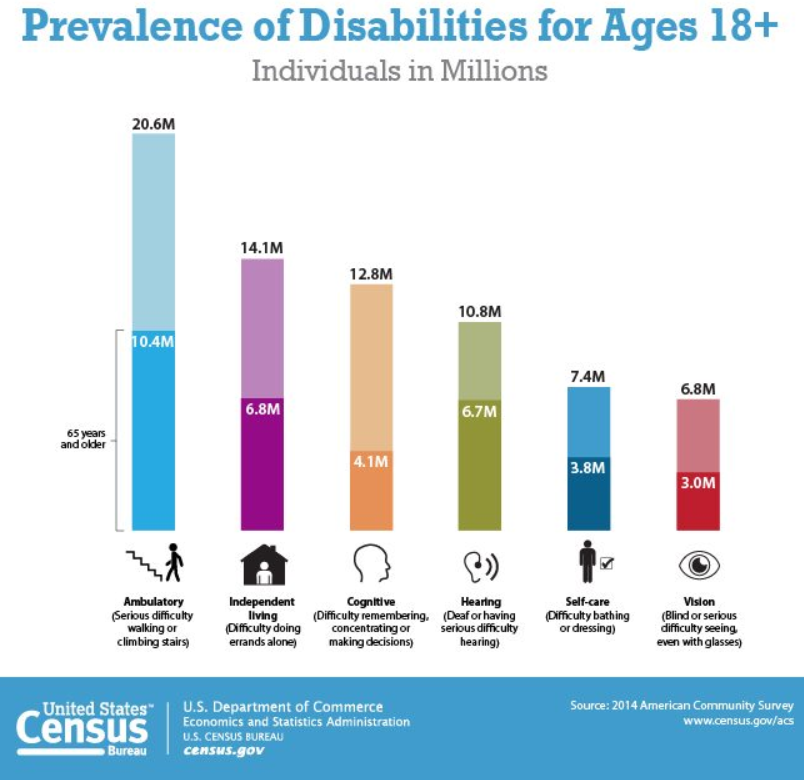 Prevalence of Disabilities for Ages 18+
Individuals in Millions
20.6M
14.1M
12.8M
10.8M
7.4M
6.8M
10.4M
6.8M
4.1M
6.7M
3.8M
3.0M
65 years
and older
Ambulatory
(Serious difficulty
walking or
climbing stairs)
Independent
living
(Difficulty doing
errands alone)
Cognitive
(Difficulty remembering,
concentrating or
making decisions)
Hearing
(Deaf or having
serious difficulty
hearing)
Self-care
(Difficulty bathing
or dressing)
Vision
(Blind or serious
difficulty seeing,
even with glasses)
United States™
Census
Bureau
U.S. Department of Commerce
Economics and Statistics Administration
U.S. CENSUS BUREAU
census.gov
Source: 2014 American Community Survey
www.census.gov/acs